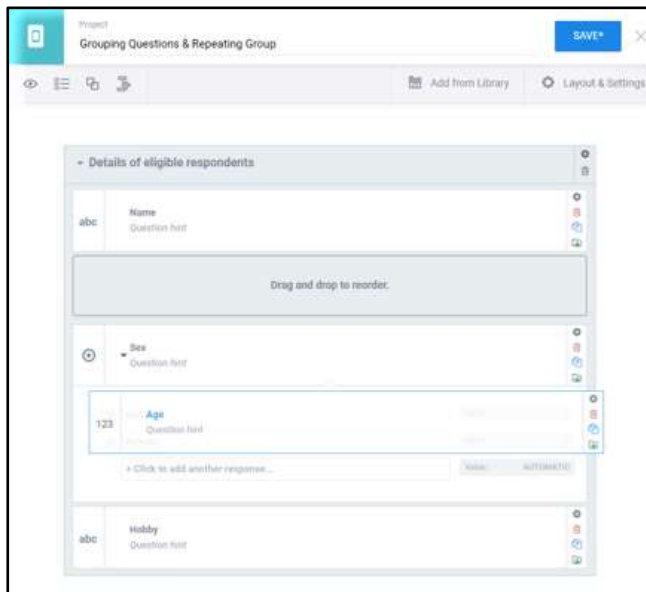 Project
Grouping Questions & Repeating Group
SAVE*
Add from Library
Layout & Settings
Details of eligible respondents
abc
Name
Question hint
Drag and drop to reorder.
Sex
Question hint
123
Age
Question hint
+ Click to add another response...
Value:
AUTOMATIC
abc
Hobby
Question hint